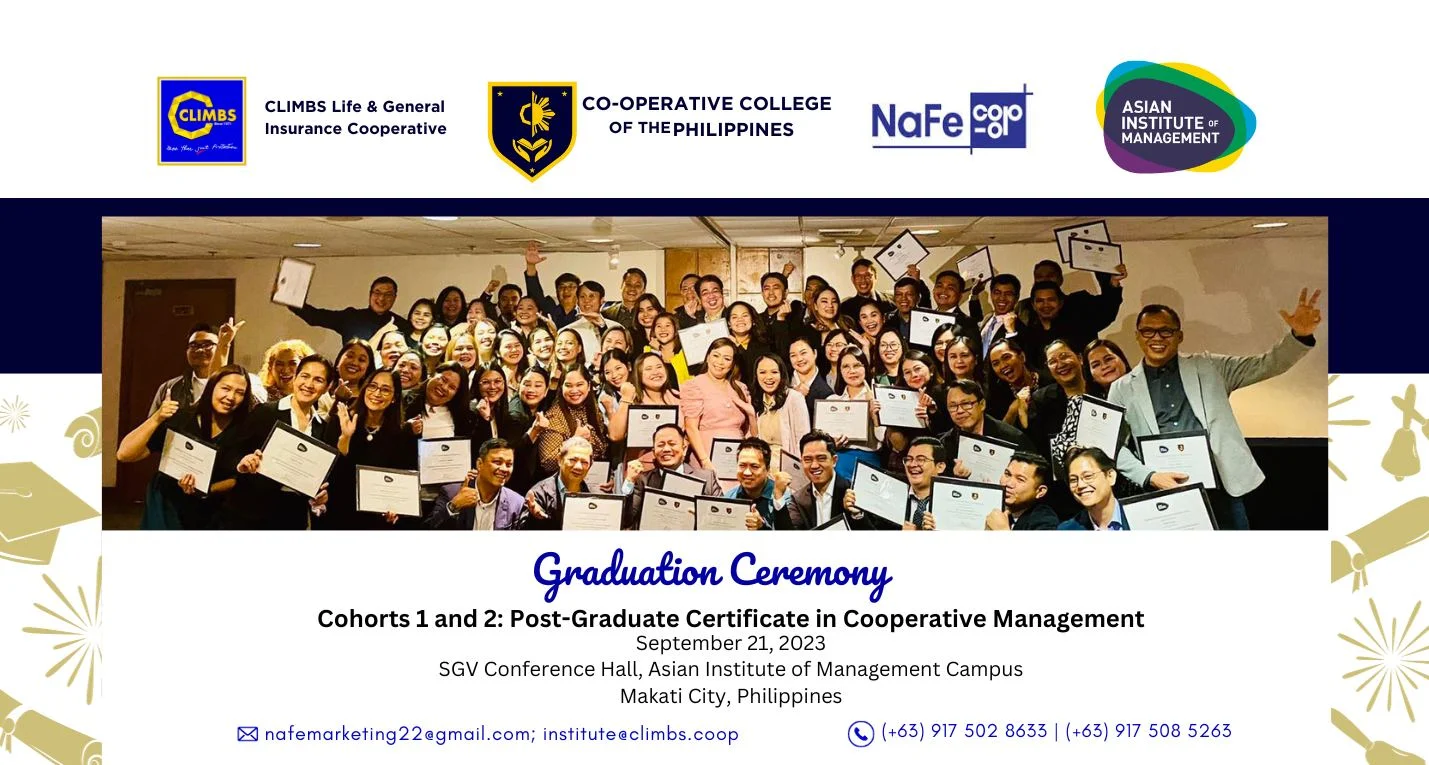 CLIMBS
CLIMBS Life & General
Insurance Cooperative
CO-OPERATIVE COLLEGE
OF THE PHILIPPINES
NaFe
coop
ASIAN
INSTITUTE OF
MANAGEMENT
Graduation Ceremony
Cohorts 1 and 2: Post-Graduate Certificate in Cooperative Management
September 21, 2023
SGV Conference Hall, Asian Institute of Management Campus
Makati City, Philippines
nafemarketing22@gmail.com; institute@climbs.coop
(+63) 917 502 8633 | (+63) 917 508 5263